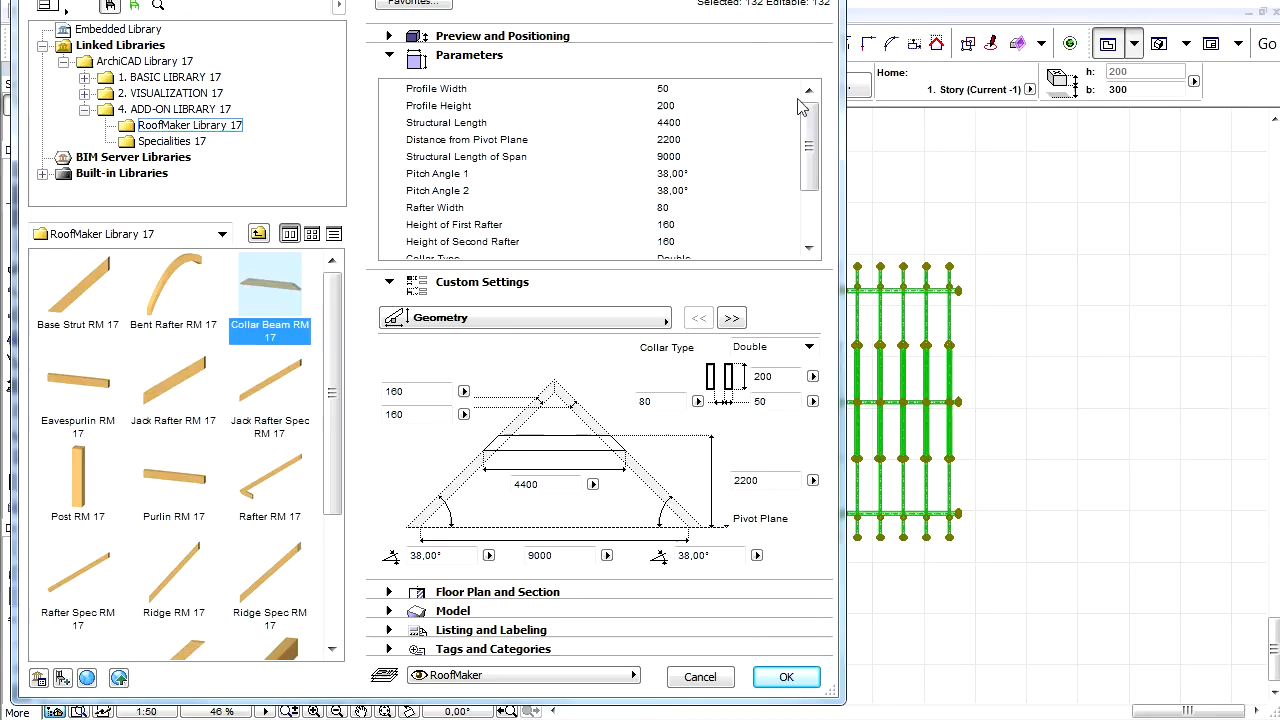 Favorites...
Selected: 132 Editable: 132
Embedded Library
Linked Libraries
ArchiCAD Library 17
1. BASIC LIBRARY 17
2. VISUALIZATION 17
4. ADD-ON LIBRARY 17
RoofMaker Library 17
Specialities 17
BIM Server Libraries
Built-in Libraries
RoofMaker Library 17
Base Strut RM 17
Bent Rafter RM 17
Collar Beam RM 17
Eavespurlin RM 17
Jack Rafter RM 17
Jack Rafter Spec RM 17
Post RM 17
Purlin RM 17
Rafter RM 17
Rafter Spec RM 17
Ridge RM 17
Ridge Spec RM 17
Preview and Positioning
Parameters
Profile Width 50
Profile Height 200
Structural Length 4400
Distance from Pivot Plane 2200
Structural Length of Span 9000
Pitch Angle 1 38,00°
Pitch Angle 2 38,00°
Rafter Width 80
Height of First Rafter 160
Height of Second Rafter 160
Collar Type Double
Custom Settings
Geometry << >>
Collar Type Double
200
160 80 50
160
4400 2200
Pivot Plane
38,00° 9000 38,00°
Floor Plan and Section
Model
Listing and Labeling
Tags and Categories
RoofMaker Cancel OK
Go
Home:
1. Story (Current -1)
h: 200
b: 300
More 1:50 46 % 0,00°